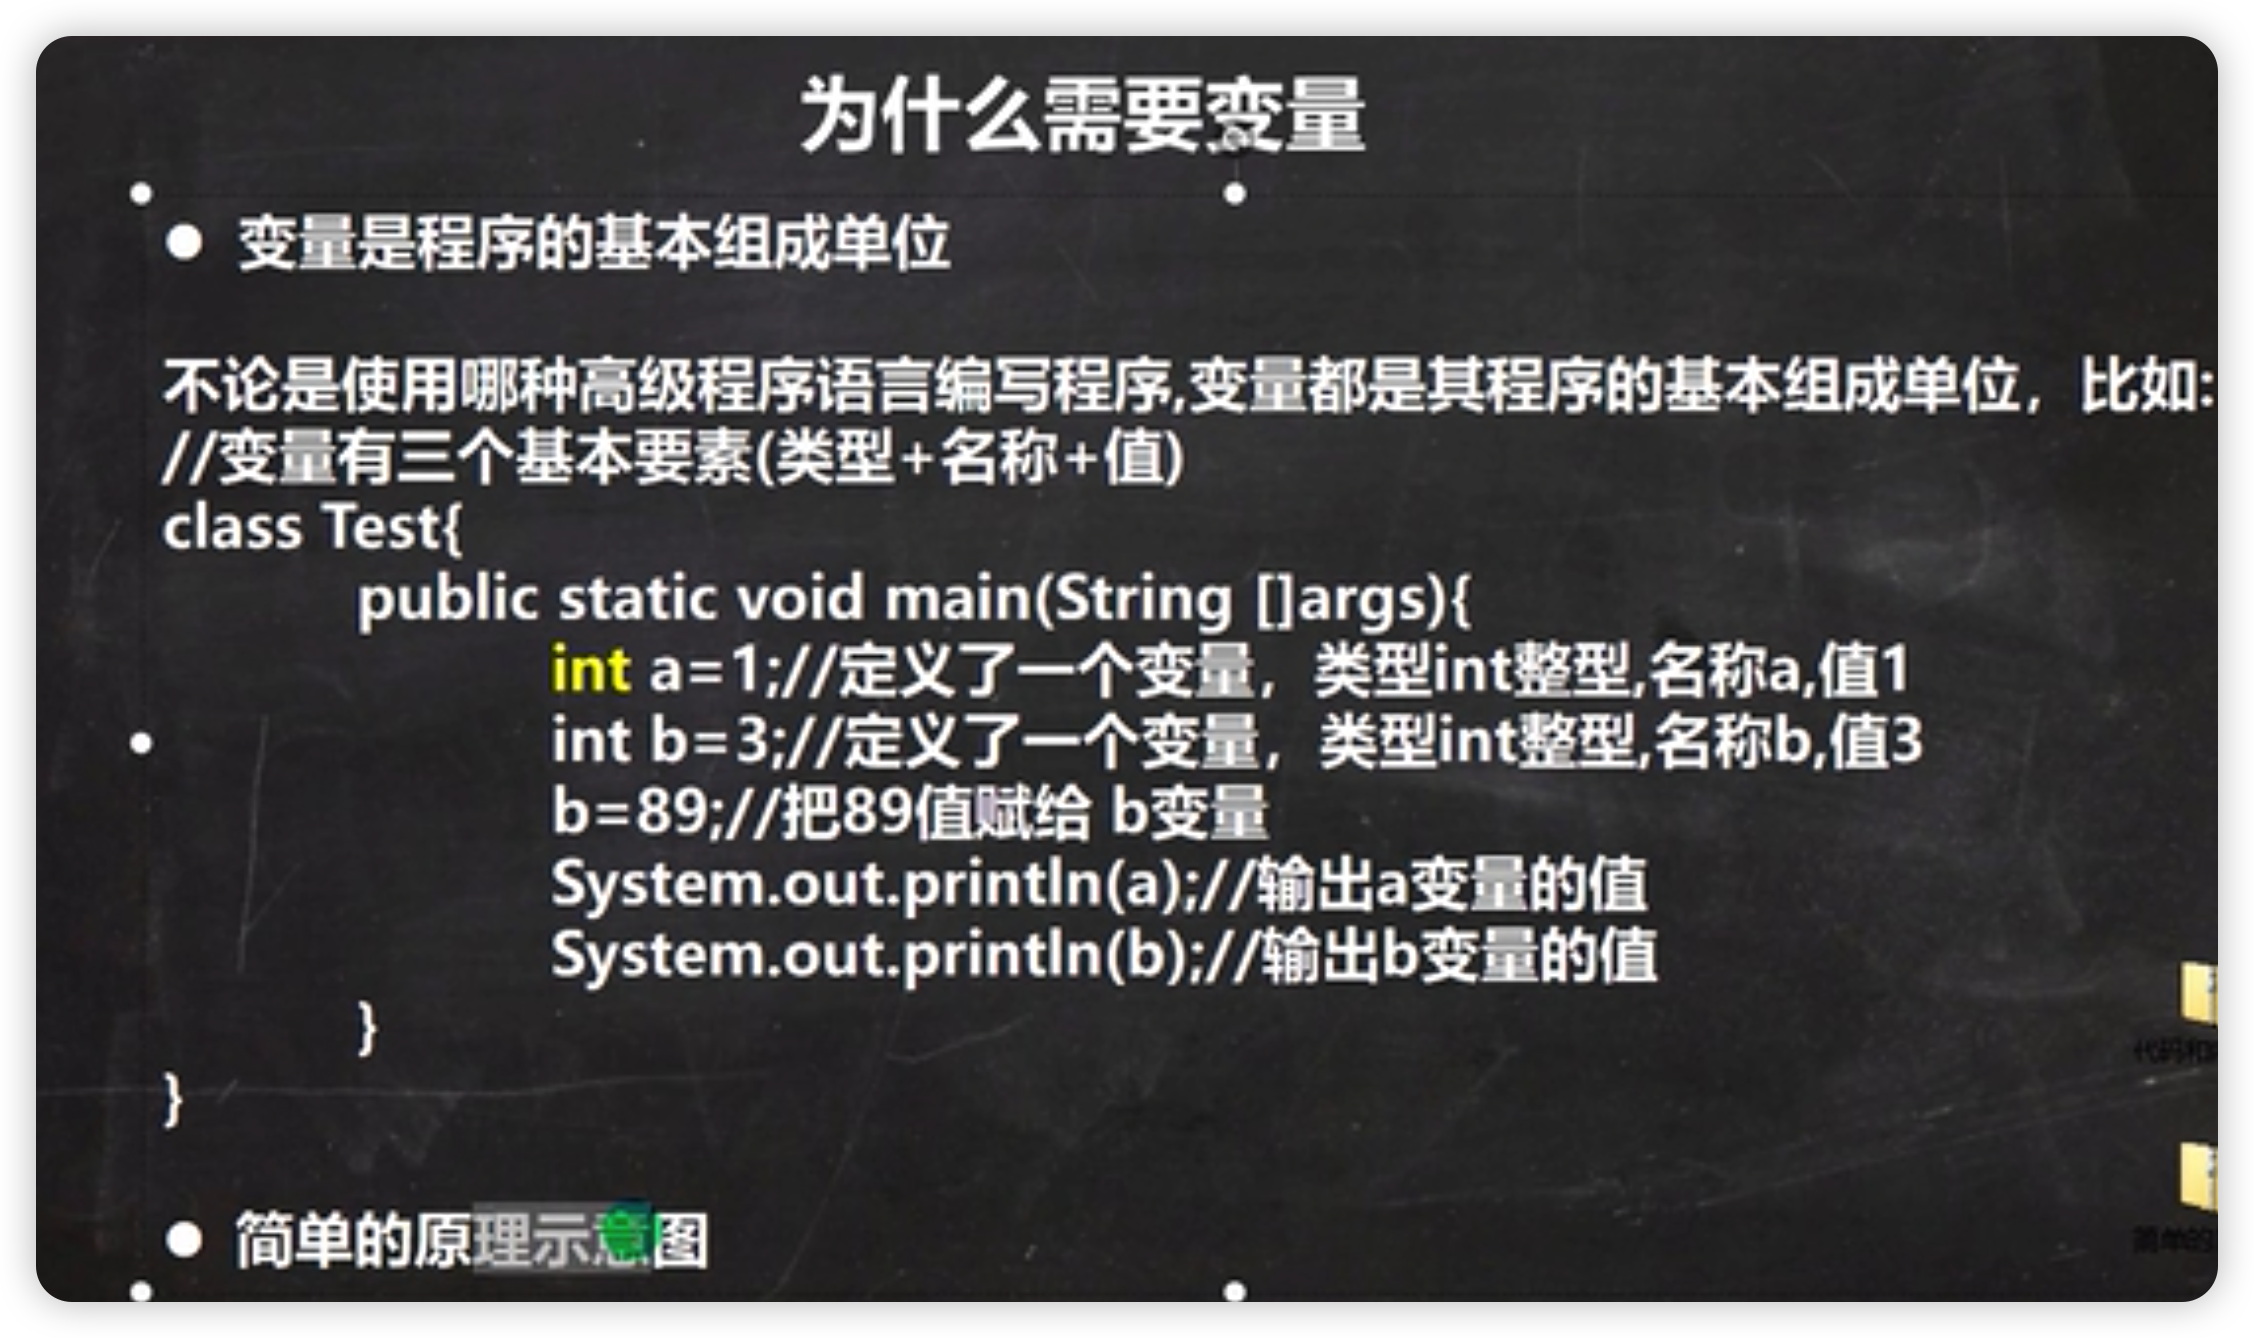 为什么需要变量
● 变量是程序的基本组成单位
不论是使用哪种高级程序语言编写程序,变量都是其程序的基本组成单位，比如:
//变量有三个基本要素(类型+名称+值)
class Test{
public static void main(String []args){
int a=1;//定义了一个变量，类型int整型,名称a,值1
int b=3;//定义了一个变量，类型int整型,名称b,值3
b=89;//把89值赋给 b变量
System.out.println(a);//输出a变量的值
System.out.println(b);//输出b变量的值
}
}
代码和
● 简单的原理示意图
简单的